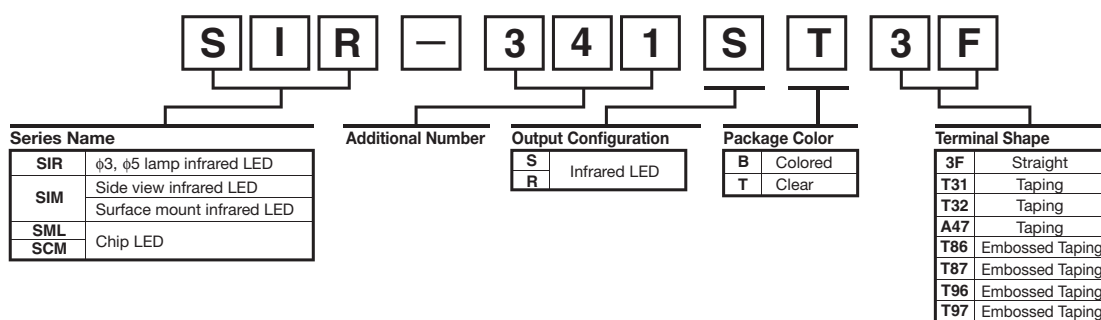 S I R — 3 4 1 S T 3 F
Series Name
SIR φ3, φ5 lamp infrared LED
SIM Side view infrared LED
Surface mount infrared LED
SML
SCM Chip LED
Additional Number
Output Configuration
S
R Infrared LED
Package Color
B Colored
T Clear
Terminal Shape
3F Straight
T31 Taping
T32 Taping
A47 Taping
T86 Embossed Taping
T87 Embossed Taping
T96 Embossed Taping
T97 Embossed Taping